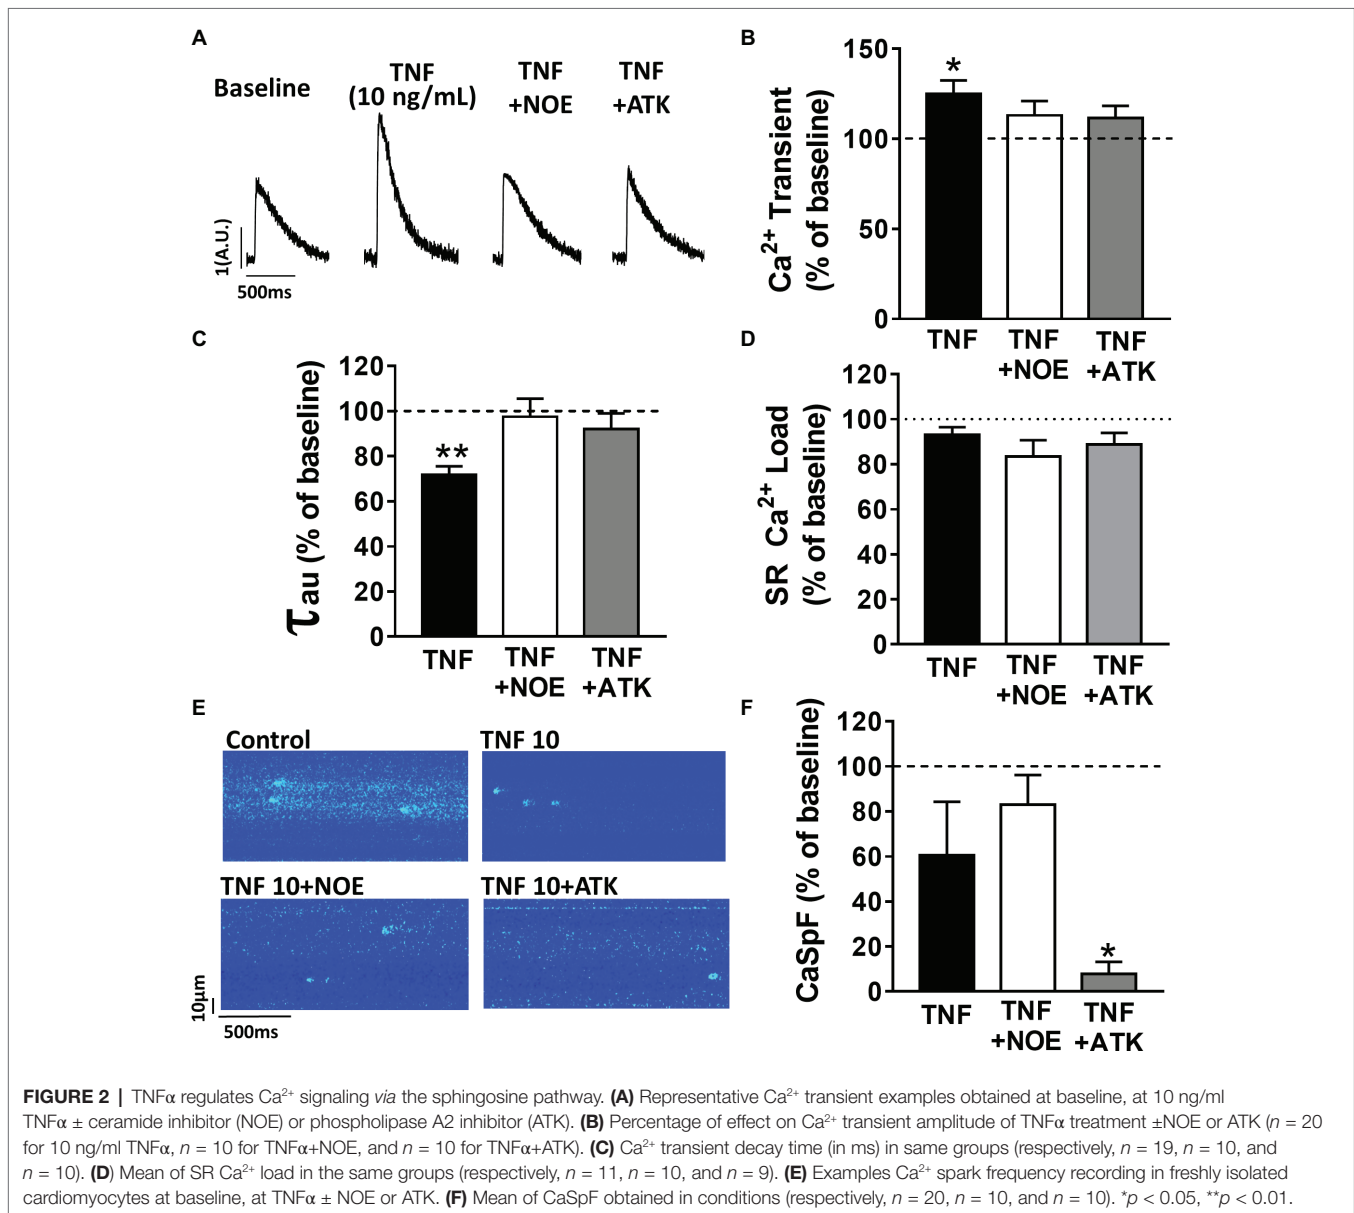 A
Baseline
TNF
(10 ng/mL)
TNF
+NOE
TNF
+ATK
1(A.U.)
500ms
B
Ca2+ Transient
(% of baseline)
150
100
50
0
*
TNF
TNF
+NOE
TNF
+ATK
C
τau (% of baseline)
120
100
80
60
40
20
0
**
TNF
TNF
+NOE
TNF
+ATK
D
SR Ca2+ Load
(% of baseline)
120
100
80
60
40
20
0
TNF
TNF
+NOE
TNF
+ATK
E
Control
TNF 10
TNF 10+NOE
TNF 10+ATK
10μm
500ms
F
CaSpF (% of baseline)
120
100
80
60
40
20
0
*
TNF
TNF
+NOE
TNF
+ATK
FIGURE 2 | TNFα regulates Ca2+ signaling via the sphingosine pathway. (A) Representative Ca2+ transient examples obtained at baseline, at 10 ng/ml
TNFα ± ceramide inhibitor (NOE) or phospholipase A2 inhibitor (ATK). (B) Percentage of effect on Ca2+ transient amplitude of TNFα treatment ±NOE or ATK (n = 20
for 10 ng/ml TNFα, n = 10 for TNFα+NOE, and n = 10 for TNFα+ATK). (C) Ca2+ transient decay time (in ms) in same groups (respectively, n = 19, n = 10, and
n = 10). (D) Mean of SR Ca2+ load in the same groups (respectively, n = 11, n = 10, and n = 9). (E) Examples Ca2+ spark frequency recording in freshly isolated
cardiomyocytes at baseline, at TNFα ± NOE or ATK. (F) Mean of CaSpF obtained in conditions (respectively, n = 20, n = 10, and n = 10). *p < 0.05, **p < 0.01.